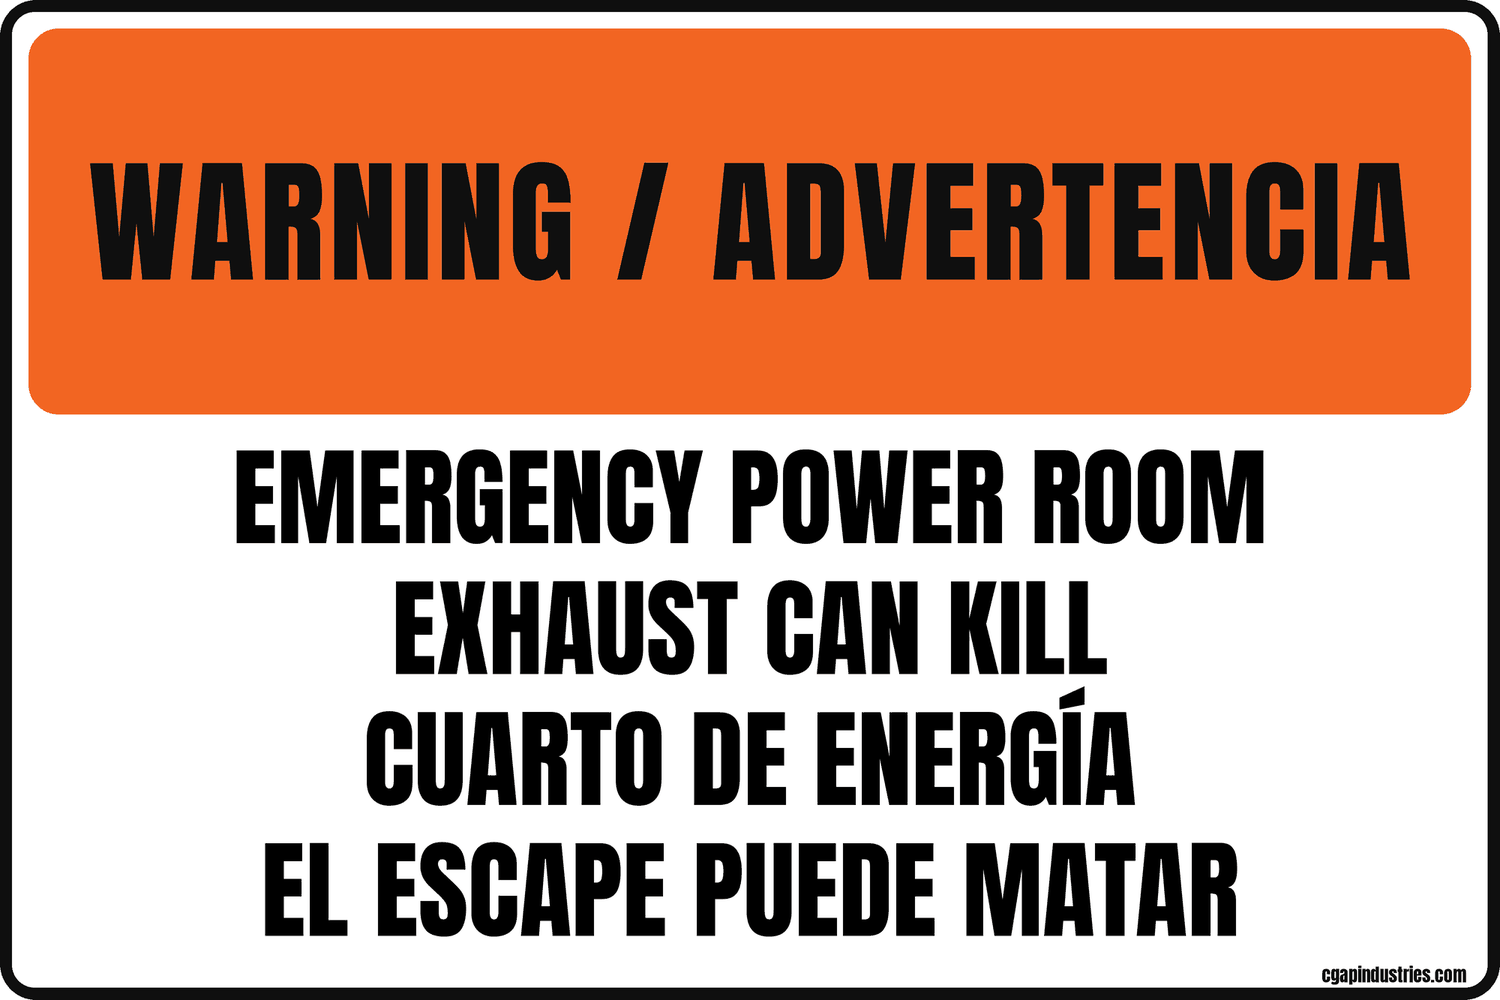 WARNING / ADVERTENCIA
EMERGENCY POWER ROOM
EXHAUST CAN KILL
CUARTO DE ENERGÍA
EL ESCAPE PUEDE MATAR
cgapindustries.com